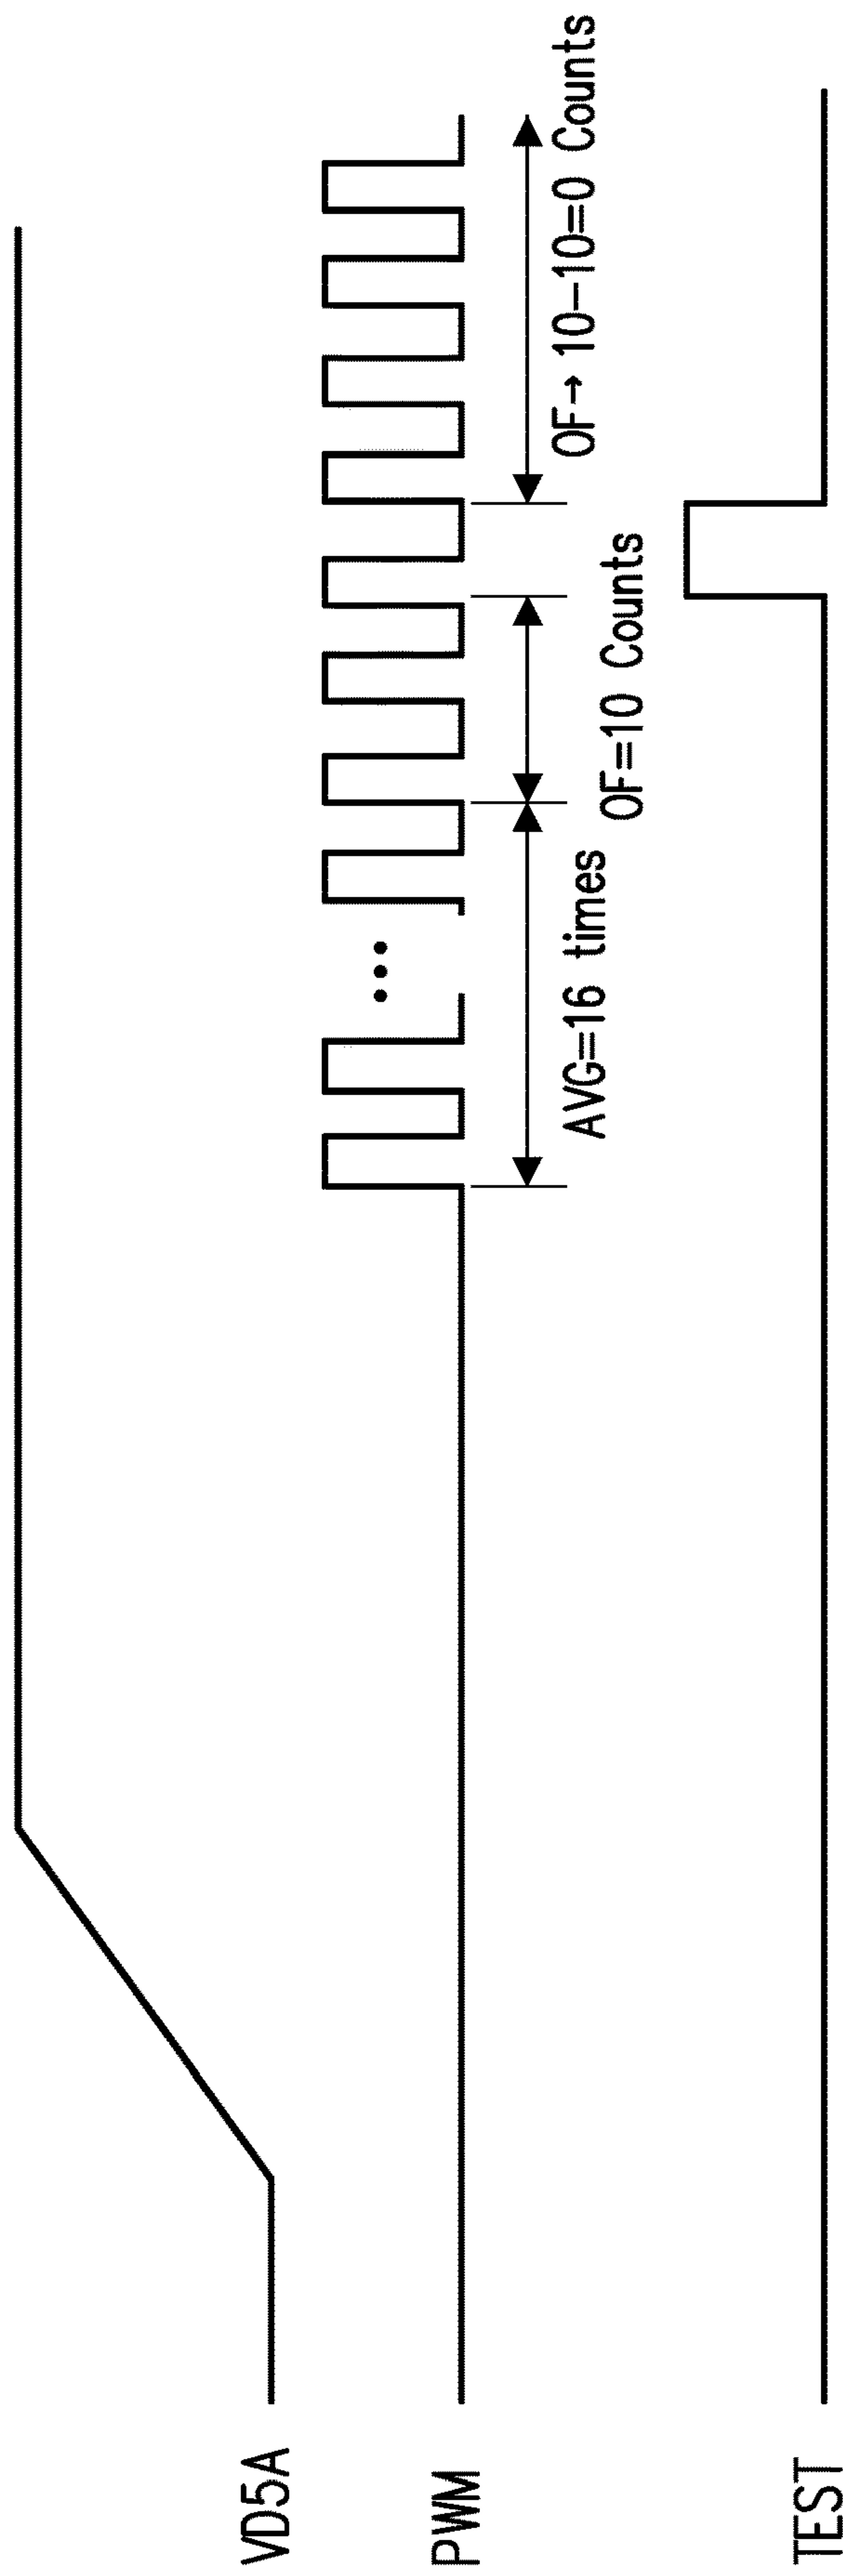 VD5A
PWM
AVG=16 times
OF=10 Counts
OF→ 10-10=0 Counts
TEST